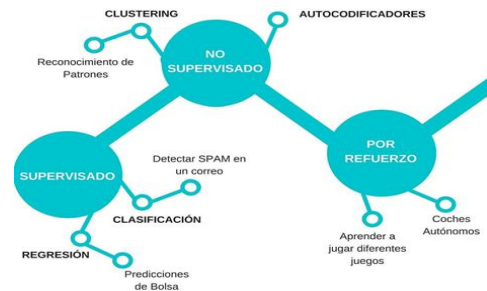 CLUSTERING
AUTOCODIFICADORES
Reconocimiento de
Patrones
NO
SUPERVISADO
POR
REFUERZO
SUPERVISADO
Detectar SPAM en
un correo
CLASIFICACIÓN
REGRESIÓN
Predicciones
de Bolsa
Aprender a
jugar diferentes
juegos
Coches
Autónomos